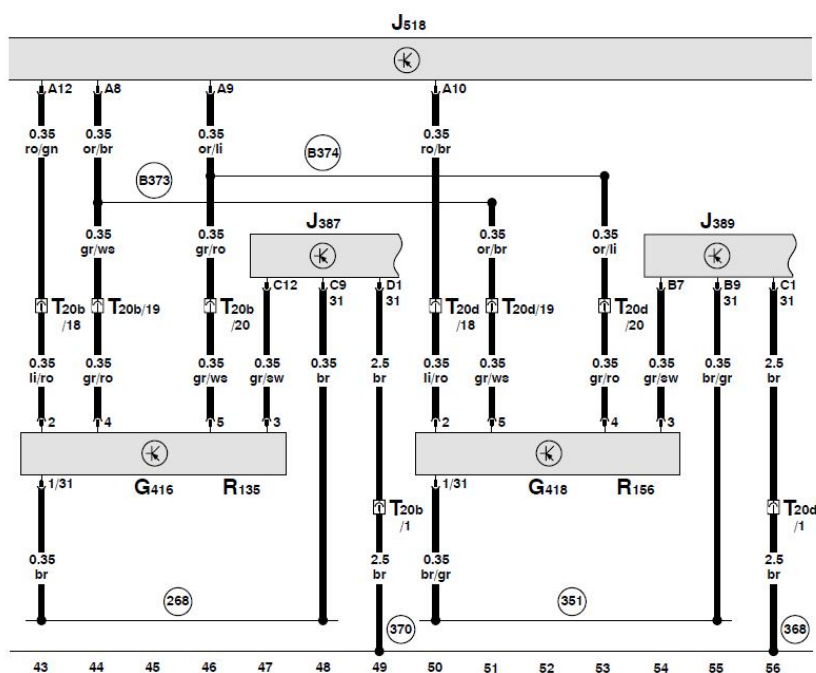 J518
A12 A8 A9 A10
0.35 0.35 0.35 0.35
ro/gn or/br or/li ro/br
B374
B373
J387 J389
0.35 0.35 0.35 0.35
gr/ws gr/ro or/br or/li
C12 C9 D1 B7 B9 C1
31 31 31 31
T20b T20b/19 T20b T20d T20d/19 T20d
/18 /20 /18 /20
0.35 0.35 0.35 0.35 0.35 2.5 0.35 0.35 0.35 0.35 0.35 2.5
li/ro gr/ro gr/ws gr/sw br br li/ro gr/ws gr/ro gr/sw br/gr br
2 4 5 3 2 5 4 3
1/31 G416 R135 1/31 G418 R156
T20b T20d
/1 /1
0.35 2.5 0.35 2.5
br br br/gr br
268 351
370 368
43 44 45 46 47 48 49 50 51 52 53 54 55 56